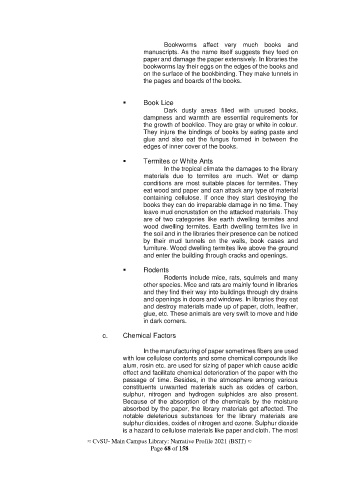 Bookworms affect very much books and
manuscripts. As the name itself suggests they feed on
paper and damage the paper extensively. In libraries the
bookworms lay their eggs on the edges of the books and
on the surface of the bookbinding. They make tunnels in
the pages and boards of the books.
▪ Book Lice
Dark dusty areas filled with unused books,
dampness and warmth are essential requirements for
the growth of booklice. They are gray or white in colour.
They injure the bindings of books by eating paste and
glue and also eat the fungus formed in between the
edges of inner cover of the books.
▪ Termites or White Ants
In the tropical climate the damages to the library
materials due to termites are much. Wet or damp
conditions are most suitable places for termites. They
eat wood and paper and can attack any type of material
containing cellulose. If once they start destroying the
books they can do irreparable damage in no time. They
leave mud encrustation on the attacked materials. They
are of two categories like earth dwelling termites and
wood dwelling termites. Earth dwelling termites live in
the soil and in the libraries their presence can be noticed
by their mud tunnels on the walls, book cases and
furniture. Wood dwelling termites live above the ground
and enter the building through cracks and openings.
▪ Rodents
Rodents include mice, rats, squirrels and many
other species. Mice and rats are mainly found in libraries
and they find their way into buildings through dry drains
and openings in doors and windows. In libraries they eat
and destroy materials made up of paper, cloth, leather,
glue, etc. These animals are very swift to move and hide
in dark corners.
c. Chemical Factors
In the manufacturing of paper sometimes fibers are used
with low cellulose contents and some chemical compounds like
alum, rosin etc. are used for sizing of paper which cause acidic
effect and facilitate chemical deterioration of the paper with the
passage of time. Besides, in the atmosphere among various
constituents unwanted materials such as oxides of carbon,
sulphur, nitrogen and hydrogen sulphides are also present.
Because of the absorption of the chemicals by the moisture
absorbed by the paper, the library materials get affected. The
notable deleterious substances for the library materials are
sulphur dioxides, oxides of nitrogen and ozone. Sulphur dioxide
is a hazard to cellulose materials like paper and cloth. The most
≈ CvSU- Main Campus Library: Narrative Profile 2021 (BSIT) ≈
Page 68 of 158